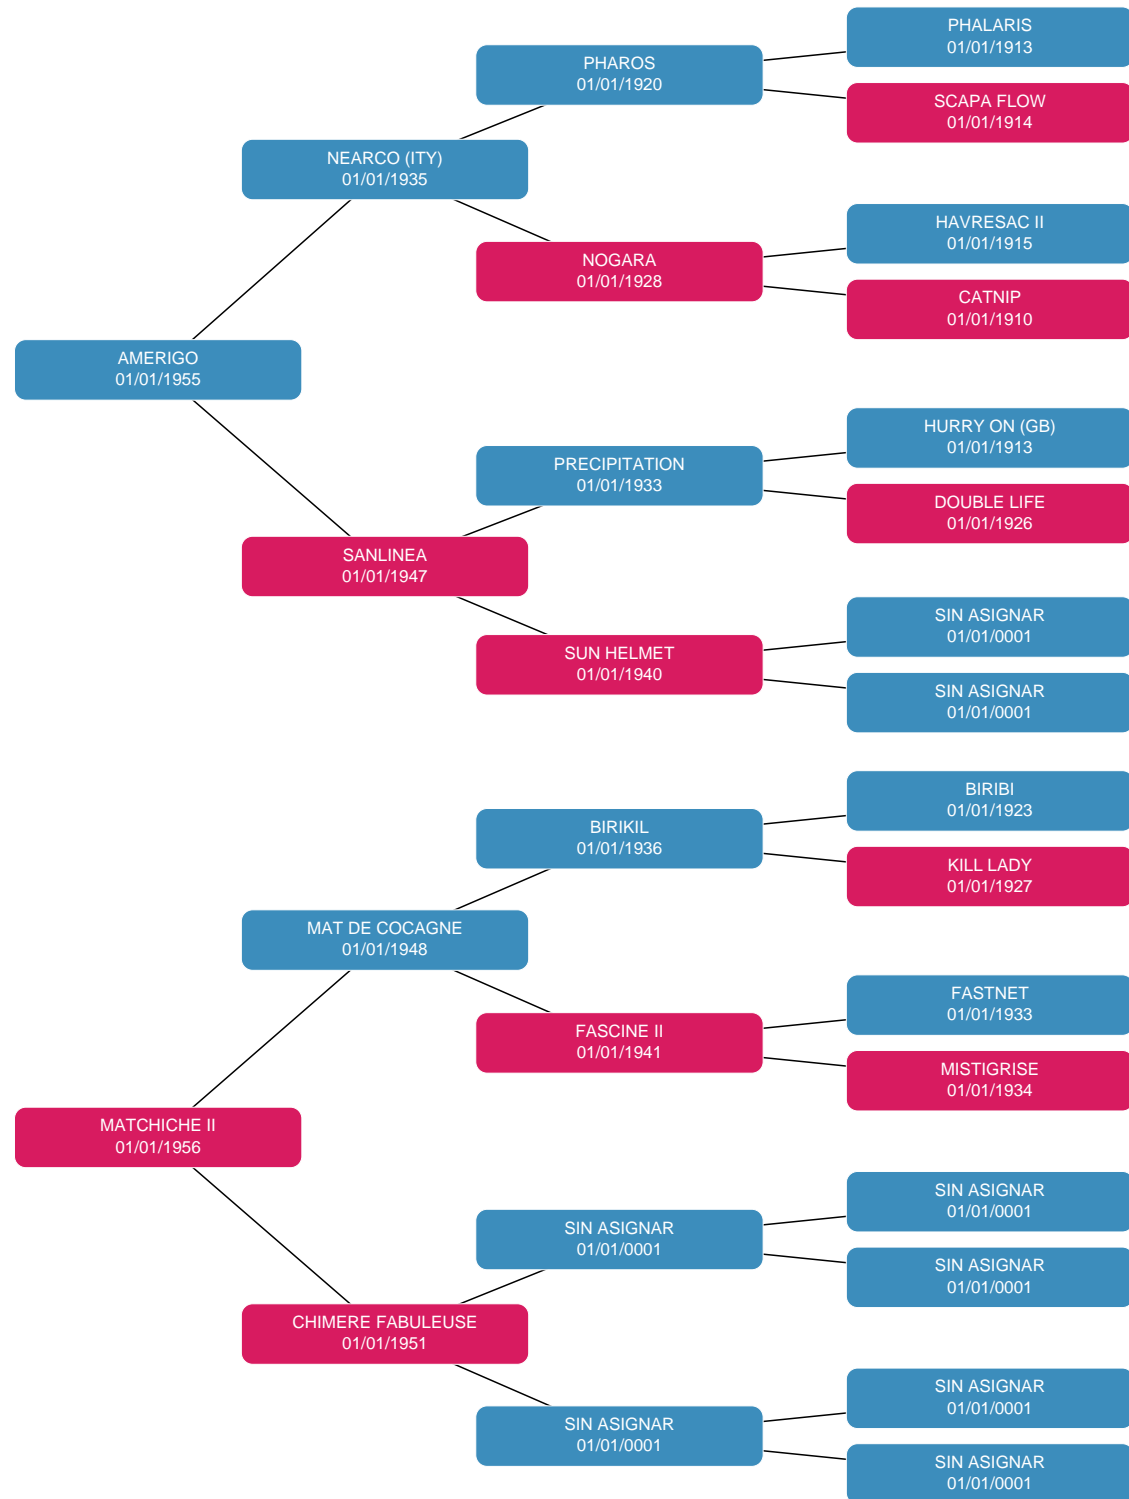 PHALARIS
01/01/1913
PHAROS
01/01/1920
SCAPA FLOW
01/01/1914
NEARCO (ITY)
01/01/1935
HAVRESAC II
01/01/1915
NOGARA
01/01/1928
CATNIP
01/01/1910
AMERIGO
01/01/1955
HURRY ON (GB)
01/01/1913
PRECIPITATION
01/01/1933
DOUBLE LIFE
01/01/1926
SANLINEA
01/01/1947
SIN ASIGNAR
01/01/0001
SUN HELMET
01/01/1940
SIN ASIGNAR
01/01/0001
BIRIBI
01/01/1923
BIRIKIL
01/01/1936
KILL LADY
01/01/1927
MAT DE COCAGNE
01/01/1948
FASTNET
01/01/1933
FASCINE II
01/01/1941
MISTIGRISE
01/01/1934
MATCHICHE II
01/01/1956
SIN ASIGNAR
01/01/0001
SIN ASIGNAR
01/01/0001
SIN ASIGNAR
01/01/0001
CHIMERE FABULEUSE
01/01/1951
SIN ASIGNAR
01/01/0001
SIN ASIGNAR
01/01/0001
SIN ASIGNAR
01/01/0001